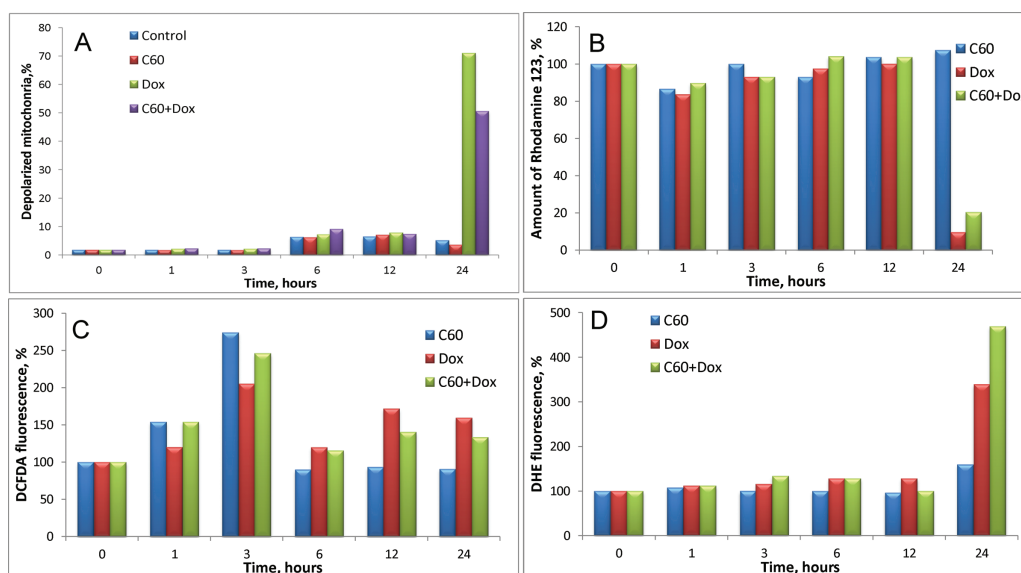 A
Depolarized mitochonria,%
80
70
60
50
40
30
20
10
0
Control
C60
Dox
C60+Dox
0 1 3 6 12 24
Time, hours
B
Amount of Rhodamine 123, %
120
100
80
60
40
20
0
C60
Dox
C60+Do
0 1 3 6 12 24
Time, hours
C
DCFDA fluorescence, %
300
250
200
150
100
50
0
C60
Dox
C60+Dox
0 1 3 6 12 24
Time, hours
D
DHE fluorescence, %
500
400
300
200
100
0
C60
Dox
C60+Dox
0 1 3 6 12 24
Time, hours